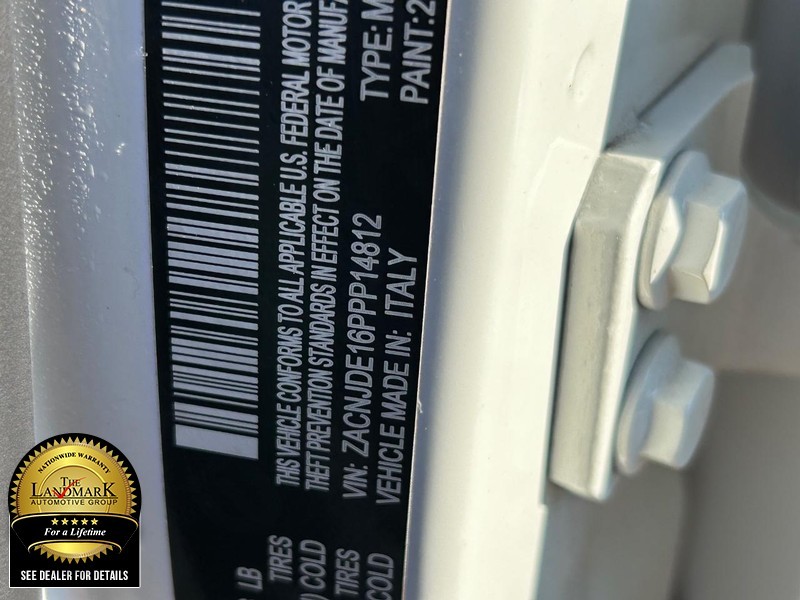 THIS VEHICLE CONFORMS TO ALL APPLICABLE U.S. FEDERAL MOTOR
THEFT PREVENTION STANDARDS IN EFFECT ON THE DATE OF MANUFA
VIN: ZACNJDE16PPP14812
TYPE: M
VEHICLE MADE IN: ITALY
PAINT: 2
LB
TIRES
COLD
TIRES
COLD
NATIONWIDE WARRANTY
THE
LANDMARK
AUTOMOTIVE GROUP
For a Lifetime
SEE DEALER FOR DETAILS